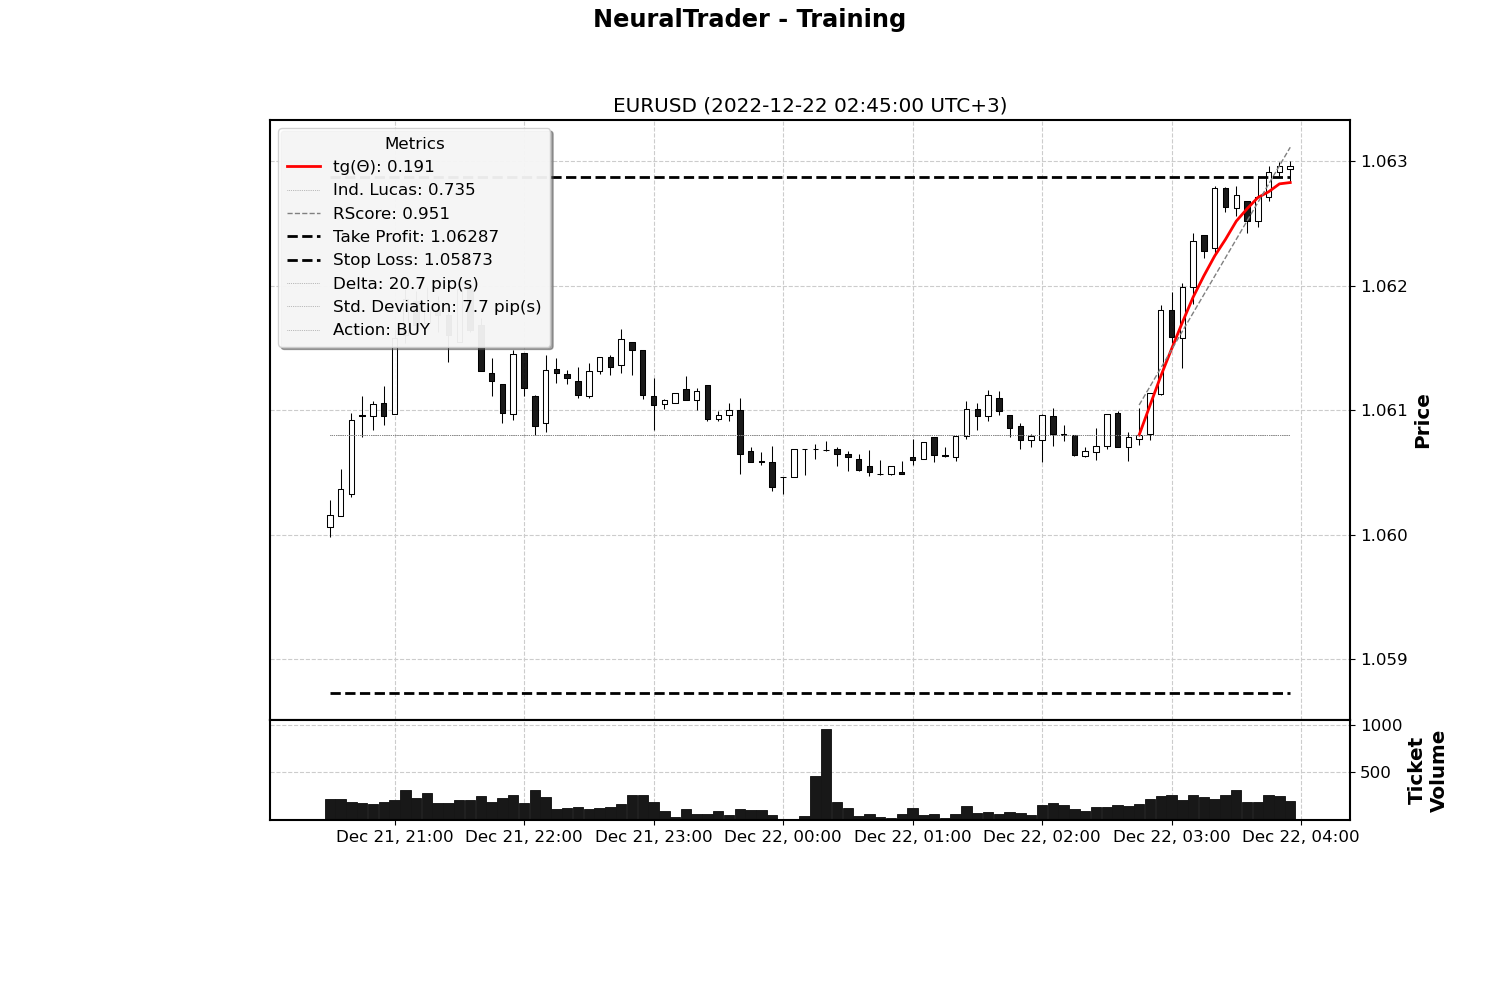 NeuralTrader - Training
EURUSD (2022-12-22 02:45:00 UTC+3)
Metrics
tg(Θ): 0.191
Ind. Lucas: 0.735
RScore: 0.951
Take Profit: 1.06287
Stop Loss: 1.05873
Delta: 20.7 pip(s)
Std. Deviation: 7.7 pip(s)
Action: BUY
1.063
1.062
1.061
1.060
1.059
Price
1000
500
Ticket
Volume
Dec 21, 21:00 Dec 21, 22:00 Dec 21, 23:00 Dec 22, 00:00 Dec 22, 01:00 Dec 22, 02:00 Dec 22, 03:00 Dec 22, 04:00